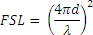 FSL = (4πd/λ)²